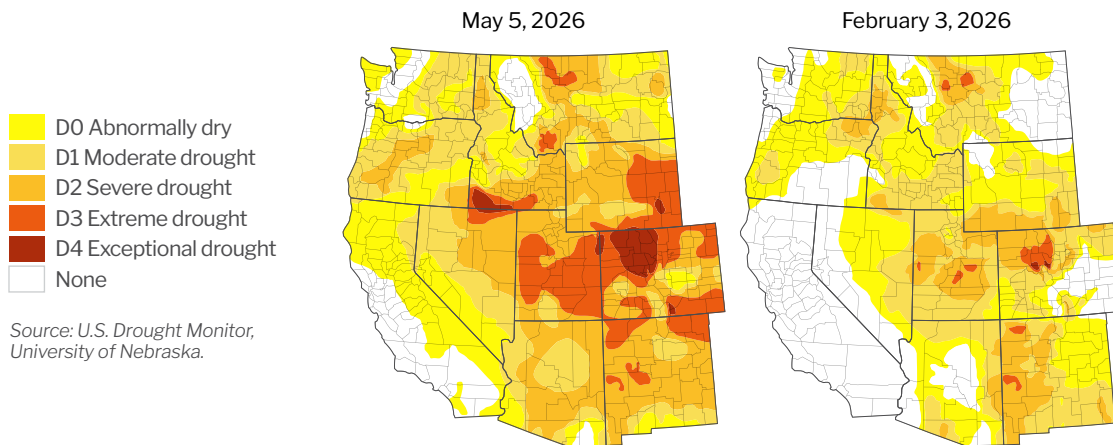 May 5, 2026
February 3, 2026
D0 Abnormally dry
D1 Moderate drought
D2 Severe drought
D3 Extreme drought
D4 Exceptional drought
None
Source: U.S. Drought Monitor,
University of Nebraska.